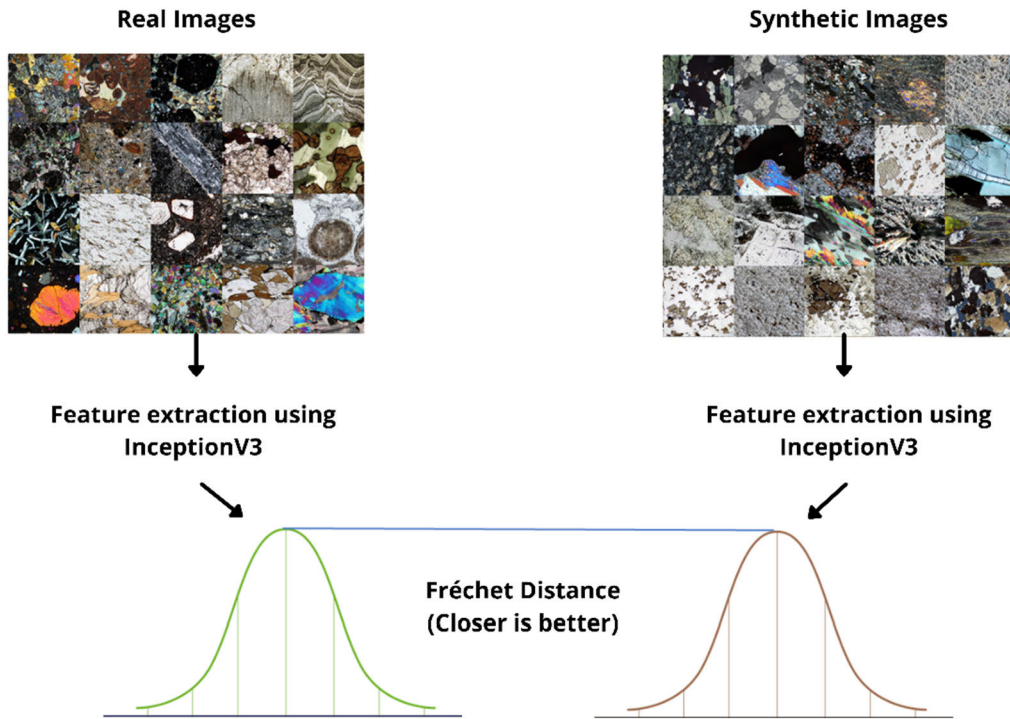 Real Images
Synthetic Images
Feature extraction using
InceptionV3
Feature extraction using
InceptionV3
Fréchet Distance
(Closer is better)